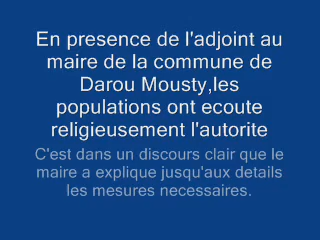 En presence de l'adjoint au
maire de la commune de
Darou Mousty,les
populations ont ecoute
religieusement l'autorite
C'est dans un discours clair que le
maire a explique jusqu'aux details
les mesures necessaires.